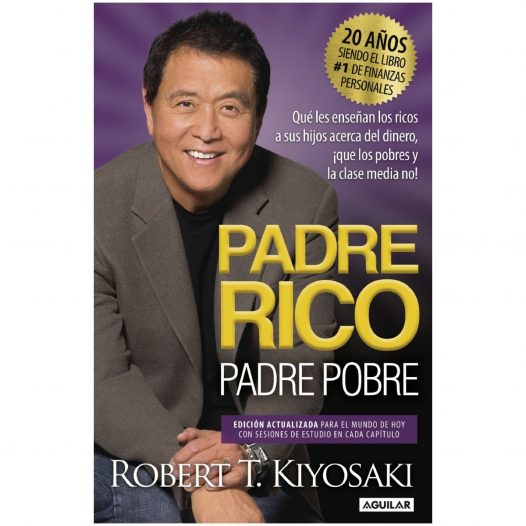 20 AÑOS
SIENDO EL LIBRO
#1 DE FINANZAS
PERSONALES
Qué les enseñan los ricos
a sus hijos acerca del dinero,
¡que los pobres y
la clase media no!
PADRE
RICO
PADRE POBRE
EDICIÓN ACTUALIZADA PARA EL MUNDO DE HOY
CON SESIONES DE ESTUDIO EN CADA CAPÍTULO
ROBERT T. KIYOSAKI
AGUILAR